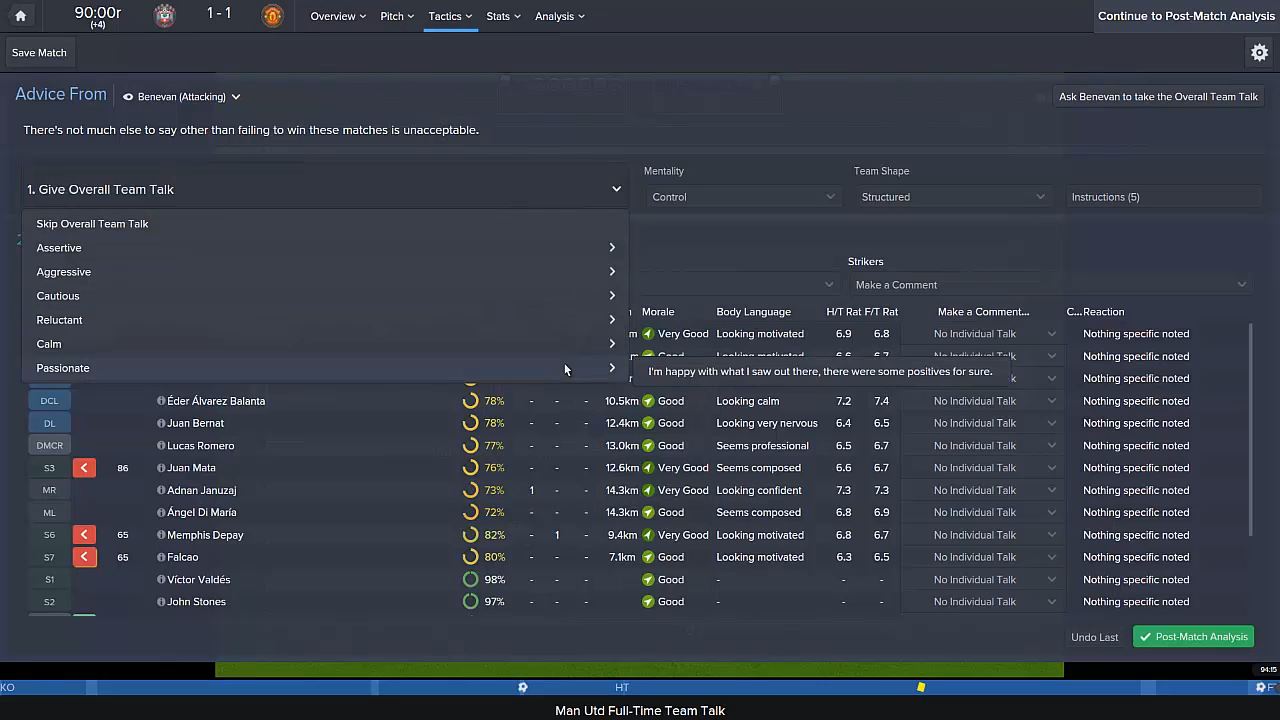 90:00r
(+4)
1 - 1
Overview
Pitch
Tactics
Stats
Analysis
Continue to Post-Match Analysis
Save Match
Advice From
Benevan (Attacking)
Ask Benevan to take the Overall Team Talk
There's not much else to say other than failing to win these matches is unacceptable.
1. Give Overall Team Talk
Mentality
Control
Team Shape
Structured
Instructions (5)
Skip Overall Team Talk
Assertive
Aggressive
Cautious
Reluctant
Calm
Passionate
I'm happy with what I saw out there, there were some positives for sure.
Strikers
Make a Comment
Morale Body Language H/T Rat F/T Rat Make a Comment... C... Reaction
Very Good Looking motivated 6.9 6.8 No Individual Talk Nothing specific noted
No Individual Talk Nothing specific noted
No Individual Talk Nothing specific noted
DCL Éder Álvarez Balanta 78% - - - 10.5km Good Looking calm 7.2 7.4 No Individual Talk Nothing specific noted
DL Juan Bernat 78% - - - 12.4km Good Looking very nervous 6.4 6.5 No Individual Talk Nothing specific noted
DMCR Lucas Romero 77% - - - 13.0km Good Seems professional 6.5 6.7 No Individual Talk Nothing specific noted
S3 86 Juan Mata 76% - - - 12.6km Very Good Seems composed 6.6 6.7 No Individual Talk Nothing specific noted
MR Adnan Januzaj 73% 1 - - 14.3km Very Good Looking confident 7.3 7.3 No Individual Talk Nothing specific noted
ML Ángel Di María 72% - - - 14.3km Good Seems composed 6.8 6.9 No Individual Talk Nothing specific noted
S6 65 Memphis Depay 82% - 1 - 9.4km Very Good Looking motivated 6.8 6.7 No Individual Talk Nothing specific noted
S7 65 Falcao 80% - - - 7.1km Good Looking motivated 6.3 6.5 No Individual Talk Nothing specific noted
S1 Víctor Valdés 98% - - - Good - - - No Individual Talk Nothing specific noted
S2 John Stones 97% - - - Good - - - No Individual Talk Nothing specific noted
Undo Last
Post-Match Analysis
94:15
KO
HT
F
Man Utd Full-Time Team Talk